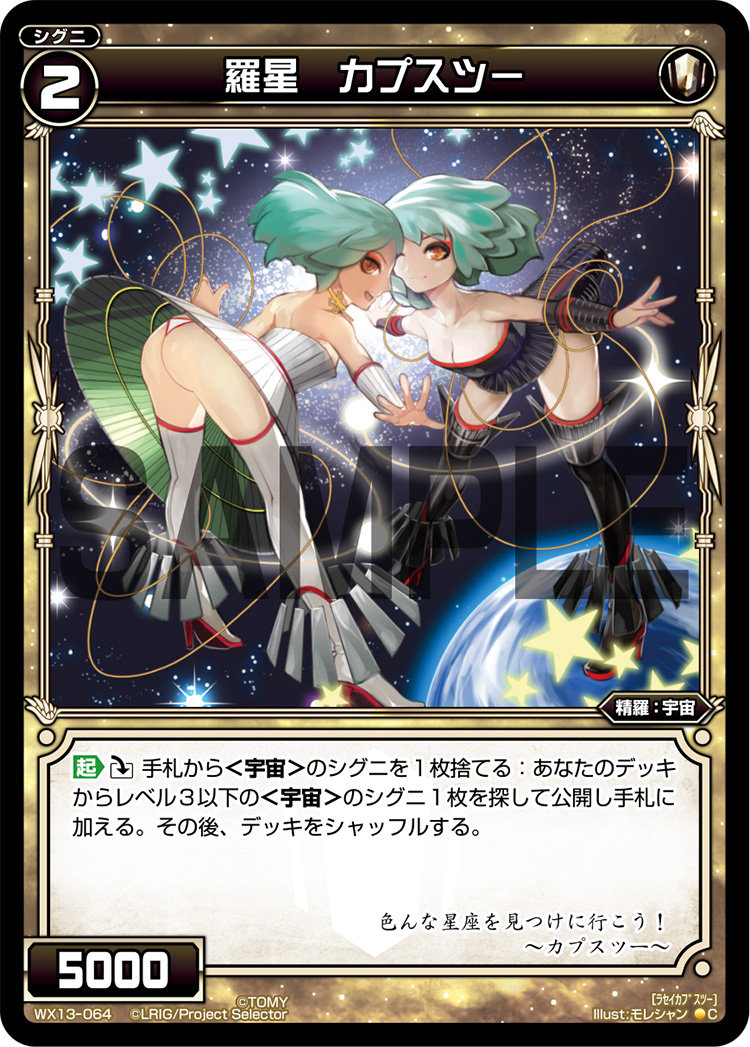 シグニ
2
羅星　カプスツー
SAMPLE
精羅：宇宙
起 手札から<宇宙>のシグニを１枚捨てる：あなたのデッキ
からレベル３以下の<宇宙>のシグニ１枚を探して公開し手札に
加える。その後、デッキをシャッフルする。
色んな星座を見つけに行こう！
～カプスツー～
5000
WX13-064 ©LRIG/Project Selector
©TOMY
[ﾗｾｲｶﾌﾟｽﾂｰ]
Illust:モレシャン C